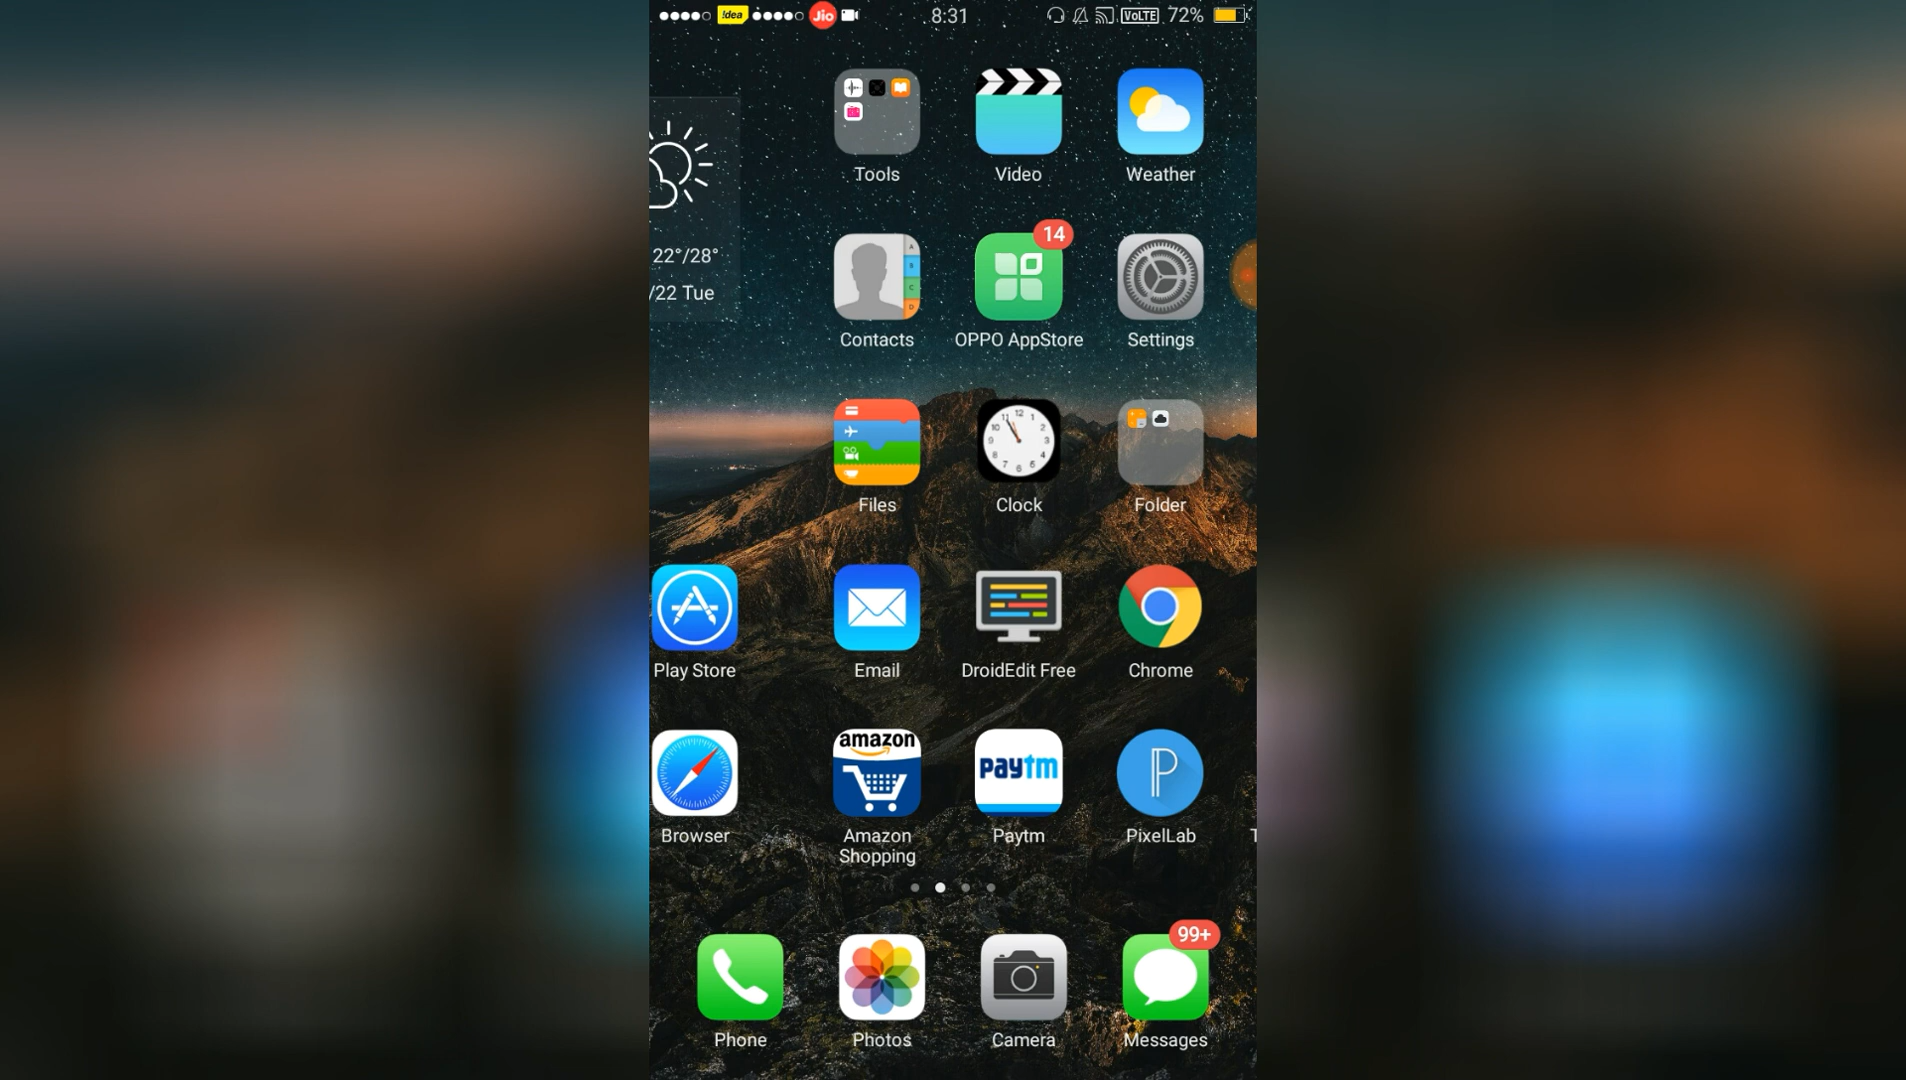 !dea Jio 8:31 VoLTE 72%
Tools Video Weather
22°/28°
/22 Tue
14
Contacts OPPO AppStore Settings
Files Clock Folder
Play Store Email DroidEdit Free Chrome
amazon paytm
Browser Amazon Shopping Paytm PixelLab
99+
Phone Photos Camera Messages